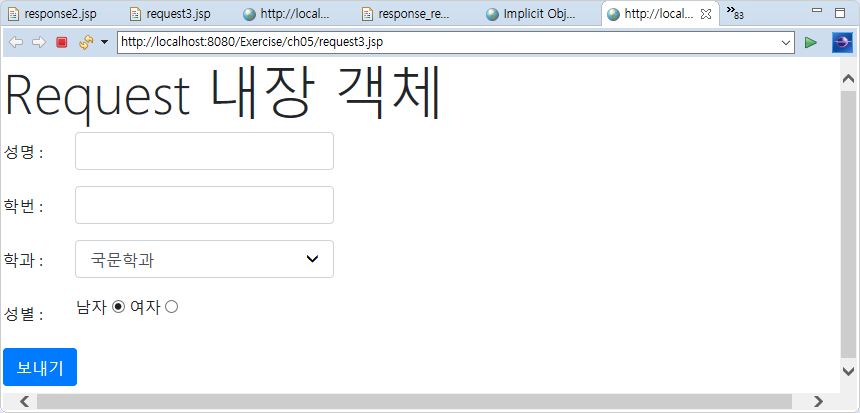 response2.jsp request3.jsp http://local... response_re... Implicit Obj... http://local... 83
http://localhost:8080/Exercise/ch05/request3.jsp
Request 내장 객체
성명 :
학번 :
학과 : 국문학과
성별 : 남자 여자
보내기